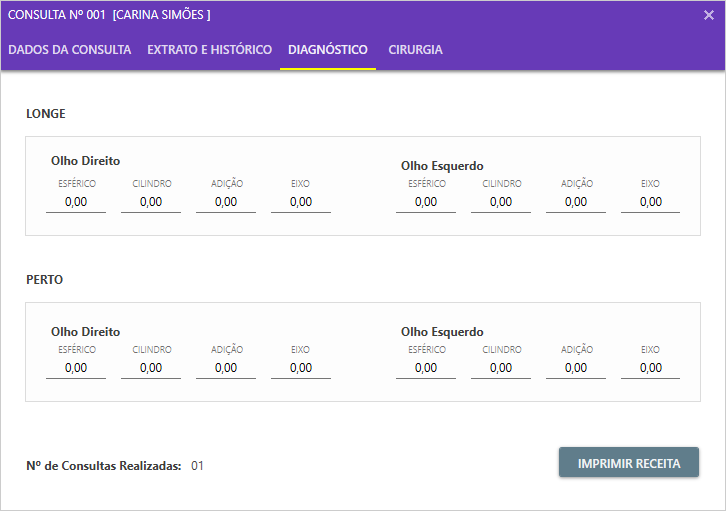 CONSULTA Nº 001 [CARINA SIMÕES ]
DADOS DA CONSULTA EXTRATO E HISTÓRICO DIAGNÓSTICO CIRURGIA
LONGE
Olho Direito
ESFÉRICO CILINDRO ADIÇÃO EIXO
0,00 0,00 0,00 0,00
Olho Esquerdo
ESFÉRICO CILINDRO ADIÇÃO EIXO
0,00 0,00 0,00 0,00
PERTO
Olho Direito
ESFÉRICO CILINDRO ADIÇÃO EIXO
0,00 0,00 0,00 0,00
Olho Esquerdo
ESFÉRICO CILINDRO ADIÇÃO EIXO
0,00 0,00 0,00 0,00
Nº de Consultas Realizadas: 01
IMPRIMIR RECEITA